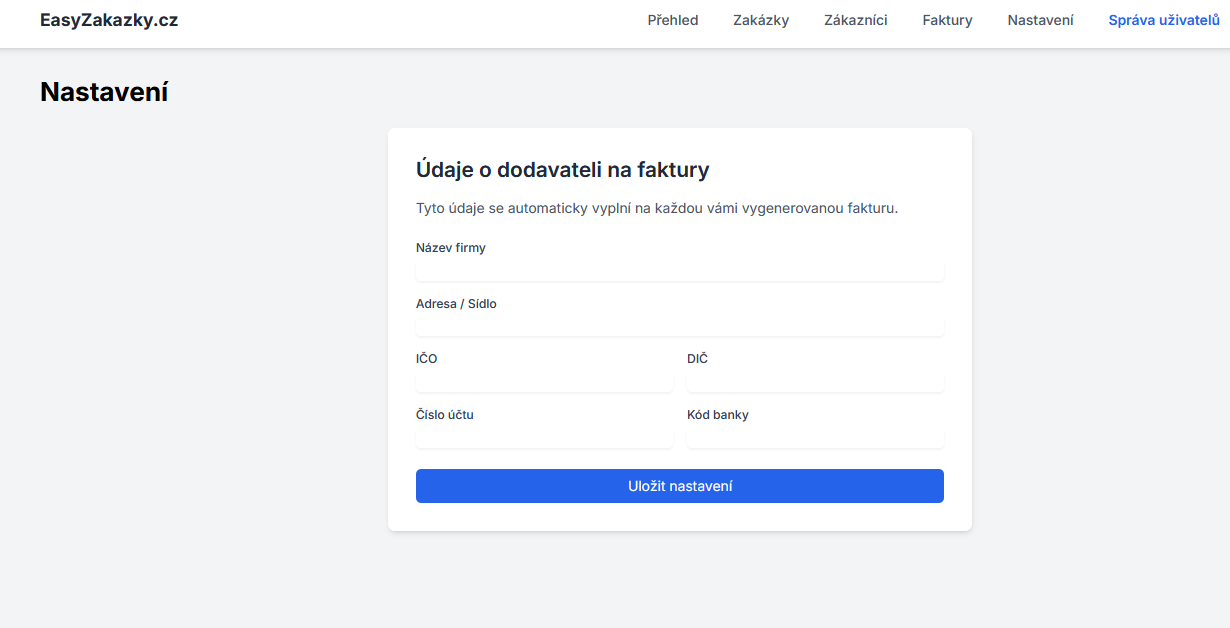 EasyZakazky.cz
Přehled
Zakázky
Zákazníci
Faktury
Nastavení
Správa uživatelů
Nastavení
Údaje o dodavateli na faktury
Tyto údaje se automaticky vyplní na každou vámi vygenerovanou fakturu.
Název firmy
Adresa / Sídlo
IČO
DIČ
Číslo účtu
Kód banky
Uložit nastavení